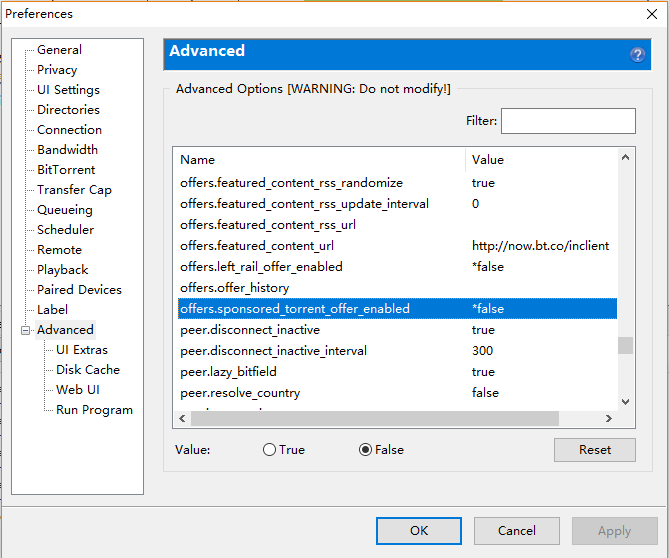 Preferences
General
Privacy
UI Settings
Directories
Connection
Bandwidth
BitTorrent
Transfer Cap
Queueing
Scheduler
Remote
Playback
Paired Devices
Label
Advanced
UI Extras
Disk Cache
Web UI
Run Program
Advanced
Advanced Options [WARNING: Do not modify!]
Filter:
Name Value
offers.featured_content_rss_randomize true
offers.featured_content_rss_update_interval 0
offers.featured_content_rss_url
offers.featured_content_url http://now.bt.co/inclient
offers.left_rail_offer_enabled *false
offers.offer_history
offers.sponsored_torrent_offer_enabled *false
peer.disconnect_inactive true
peer.disconnect_inactive_interval 300
peer.lazy_bitfield true
peer.resolve_country false
Value: True False Reset
OK Cancel Apply